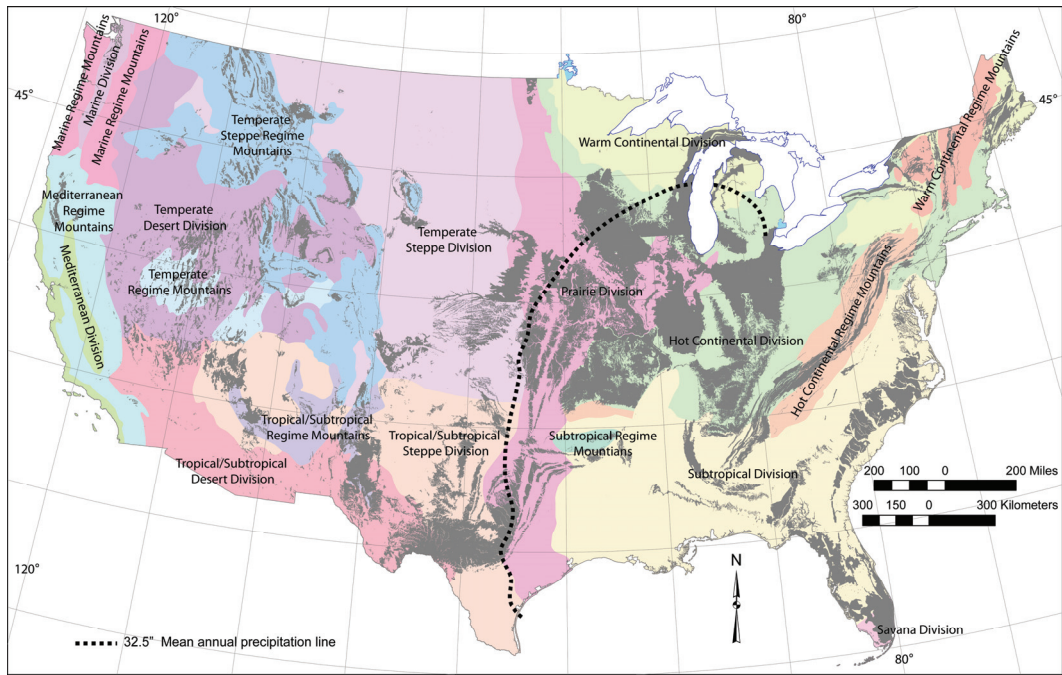 120°
80°
45°
45°
Marine Regime Mountains
Marine Division
Marine Regime Mountains
Temperate
Steppe Regime
Mountains
Warm Continental Division
Warm Continental Regime Mountains
Mediterranean
Regime
Mountains
Temperate
Desert Division
Temperate
Steppe Division
Mediterranean Division
Temperate
Regime Mountains
Prairie Division
Hot Continental Division
Hot Continental Regime Mountains
Tropical/Subtropical
Regime Mountains
Tropical/Subtropical
Steppe Division
Subtropical Regime
Mountians
Tropical/Subtropical
Desert Division
Subtropical Division
200 100 0 200 Miles
300 150 0 300 Kilometers
120°
N
32.5" Mean annual precipitation line
Savana Division
80°